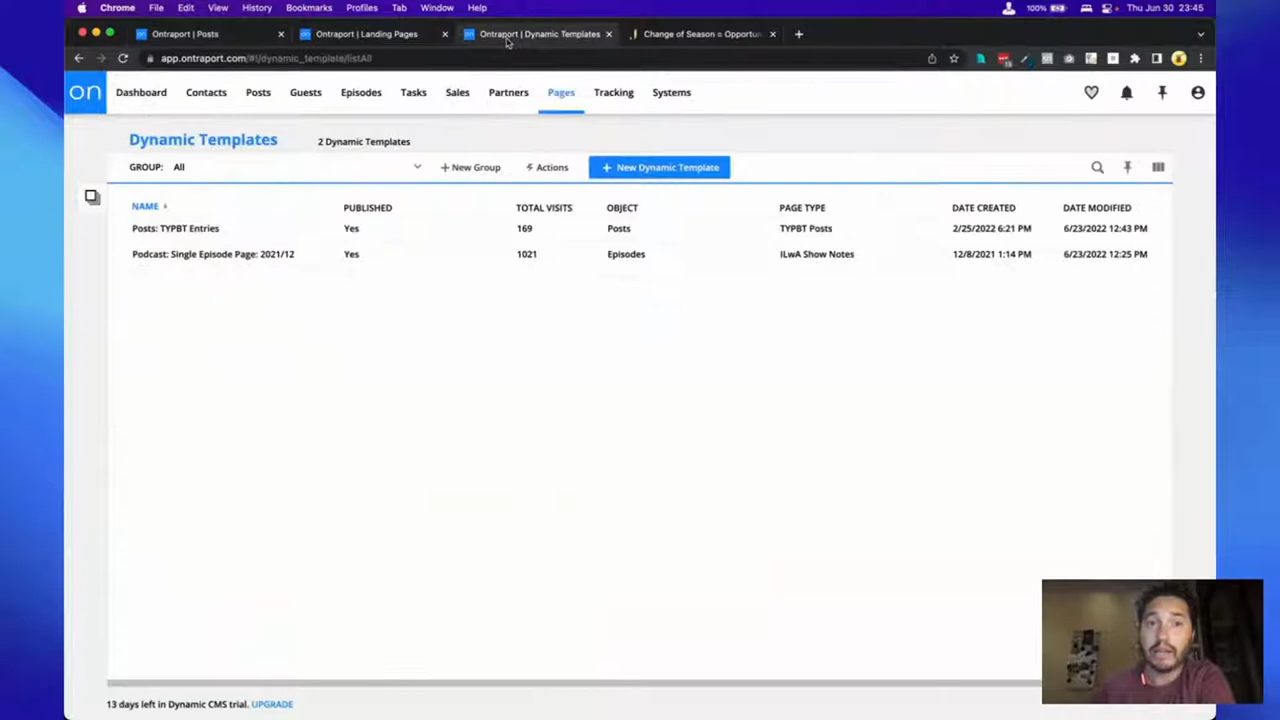 Chrome File Edit View History Bookmarks Profiles Tab Window Help 100% Thu Jun 30 23:45
Ontraport | Posts Ontraport | Landing Pages Ontraport | Dynamic Templates Change of Season = Opportun
app.ontraport.com/#!/dynamic_template/listAll
on Dashboard Contacts Posts Guests Episodes Tasks Sales Partners Pages Tracking Systems
Dynamic Templates 2 Dynamic Templates
GROUP: All + New Group Actions + New Dynamic Template
NAME PUBLISHED TOTAL VISITS OBJECT PAGE TYPE DATE CREATED DATE MODIFIED
Posts: TYPBT Entries Yes 169 Posts TYPBT Posts 2/25/2022 6:21 PM 6/23/2022 12:43 PM
Podcast: Single Episode Page: 2021/12 Yes 1021 Episodes ILwA Show Notes 12/8/2021 1:14 PM 6/23/2022 12:25 PM
13 days left in Dynamic CMS trial. UPGRADE